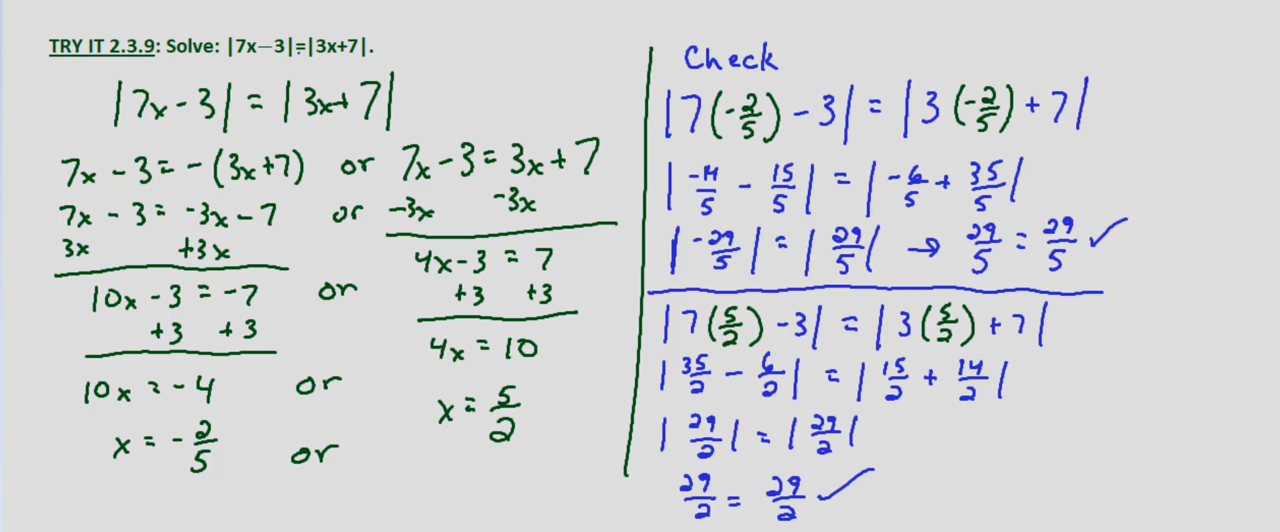 TRY IT 2.3.9: Solve: |7x−3|=|3x+7|.
|7x - 3| = |3x + 7|
7x - 3 = -(3x+7) or 7x - 3 = 3x + 7
7x - 3 = -3x - 7 or -3x -3x
3x +3x
10x - 3 = -7 or 4x - 3 = 7
+3 +3 +3 +3
4x = 10
10x = -4 or
x = 5/2
x = -2/5 or
Check
|7(-2/5) - 3| = |3(-2/5) + 7|
|-14/5 - 15/5| = |-6/5 + 35/5|
|-29/5| = |29/5| → 29/5 = 29/5 ✓
|7(5/2) - 3| = |3(5/2) + 7|
|35/2 - 6/2| = |15/2 + 14/2|
|29/2| = |29/2|
29/2 = 29/2 ✓